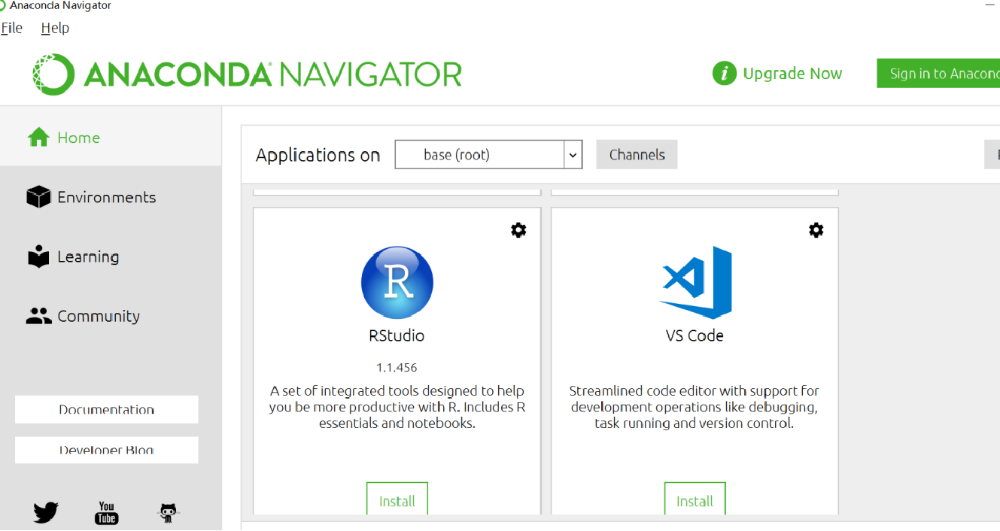 Anaconda Navigator
File Help
ANACONDA NAVIGATOR
i Upgrade Now
Sign in to Anacond
Home
Applications on base (root) Channels
Environments
Learning
Community
Documentation
Developer Blog
You
Tube
R
RStudio
1.1.456
A set of integrated tools designed to help
you be more productive with R. Includes R
essentials and notebooks.
Install
VS Code
Streamlined code editor with support for
development operations like debugging,
task running and version control.
Install